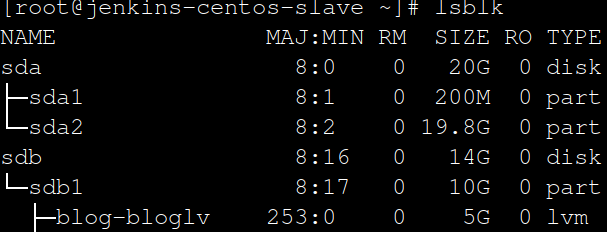 [root@jenkins-centos-slave ~]# lsblk
NAME MAJ:MIN RM SIZE RO TYPE
sda 8:0 0 20G 0 disk
├─sda1 8:1 0 200M 0 part
└─sda2 8:2 0 19.8G 0 part
sdb 8:16 0 14G 0 disk
└─sdb1 8:17 0 10G 0 part
├─blog-bloglv 253:0 0 5G 0 lvm